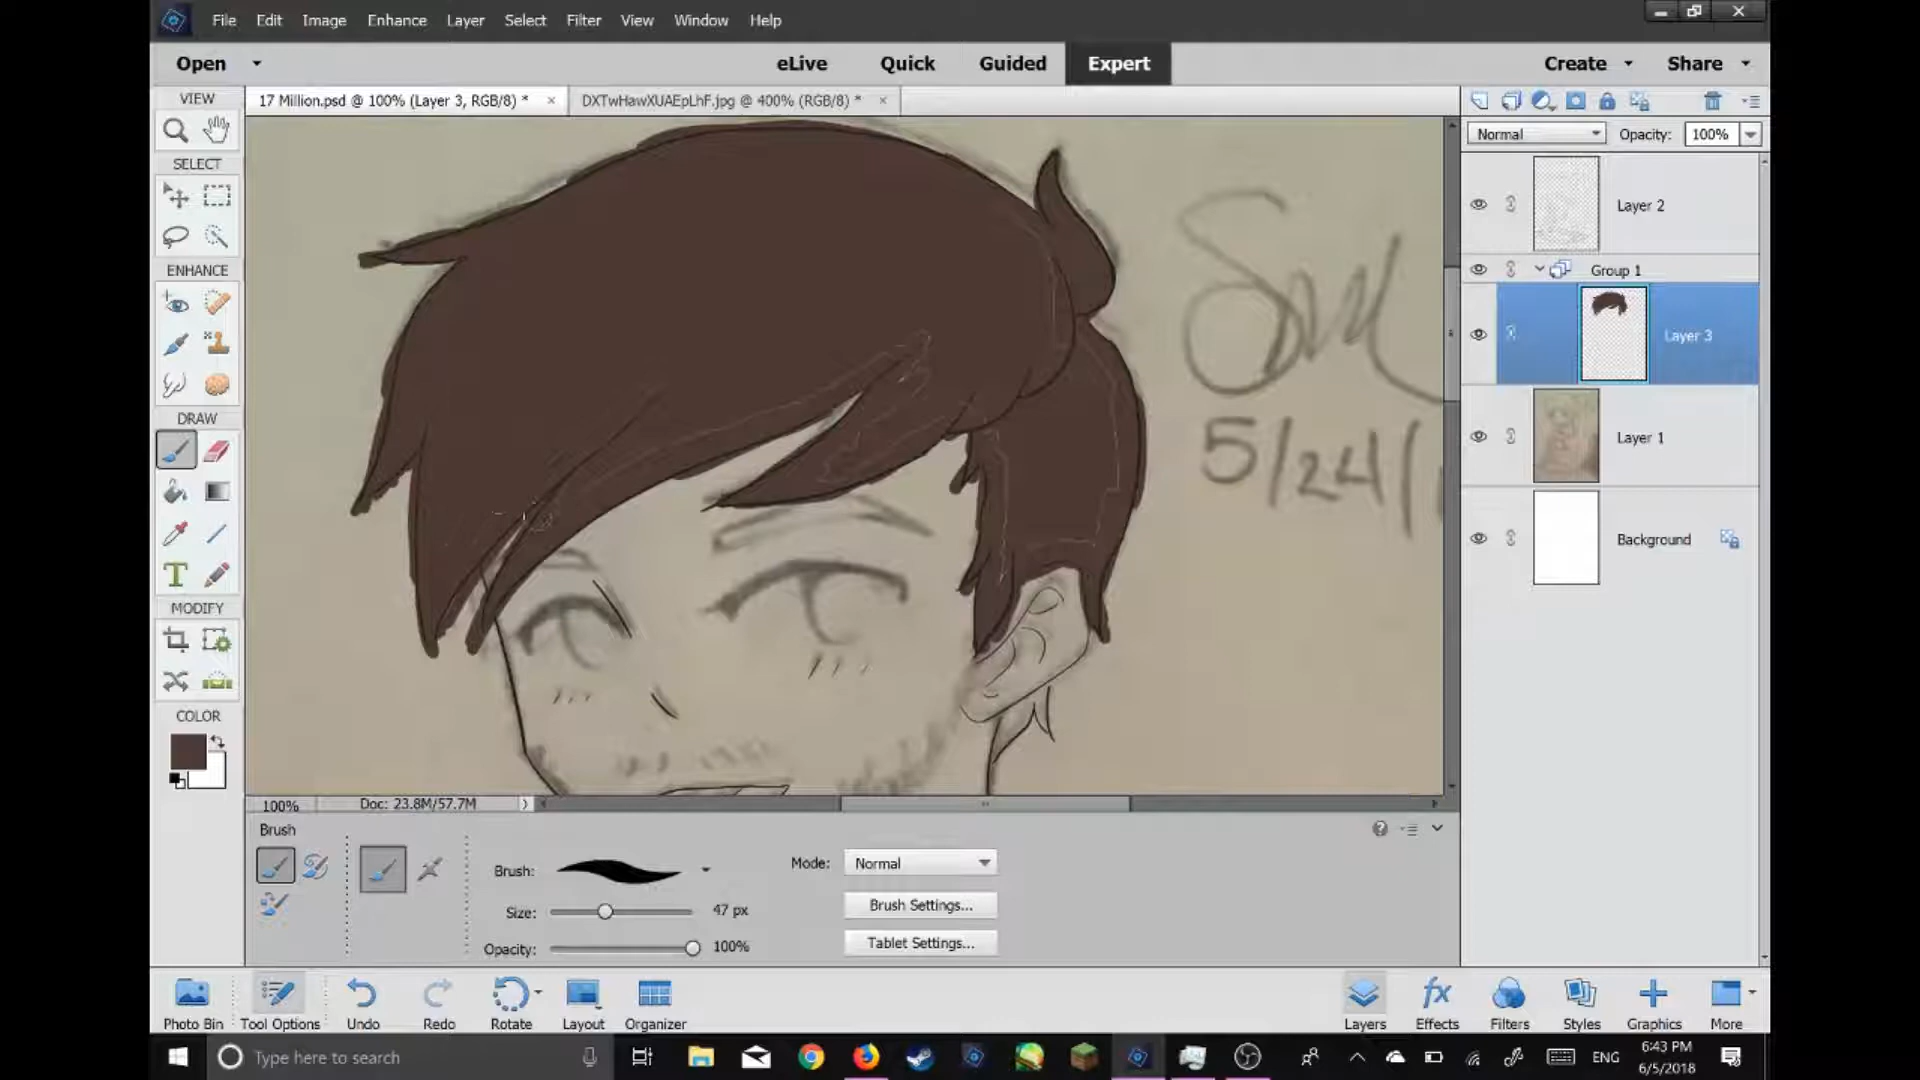 File Edit Image Enhance Layer Select Filter View Window Help
Open eLive Quick Guided Expert Create Share
VIEW 17 Million.psd @ 100% (Layer 3, RGB/8) * DXTwHawXUAEpLhF.jpg @ 400% (RGB/8) *
Normal Opacity: 100%
SELECT
Layer 2
ENHANCE
Group 1
Layer 3
DRAW
Layer 1
5/24/1
Background
MODIFY
COLOR
100% Doc: 23.8M/57.7M
Brush
Brush: Mode: Normal
Size: 47 px Brush Settings...
Opacity: 100% Tablet Settings...
Photo Bin Tool Options Undo Redo Rotate Layout Organizer Layers Effects Filters Styles Graphics More
Type here to search ENG 6:43 PM
6/5/2018